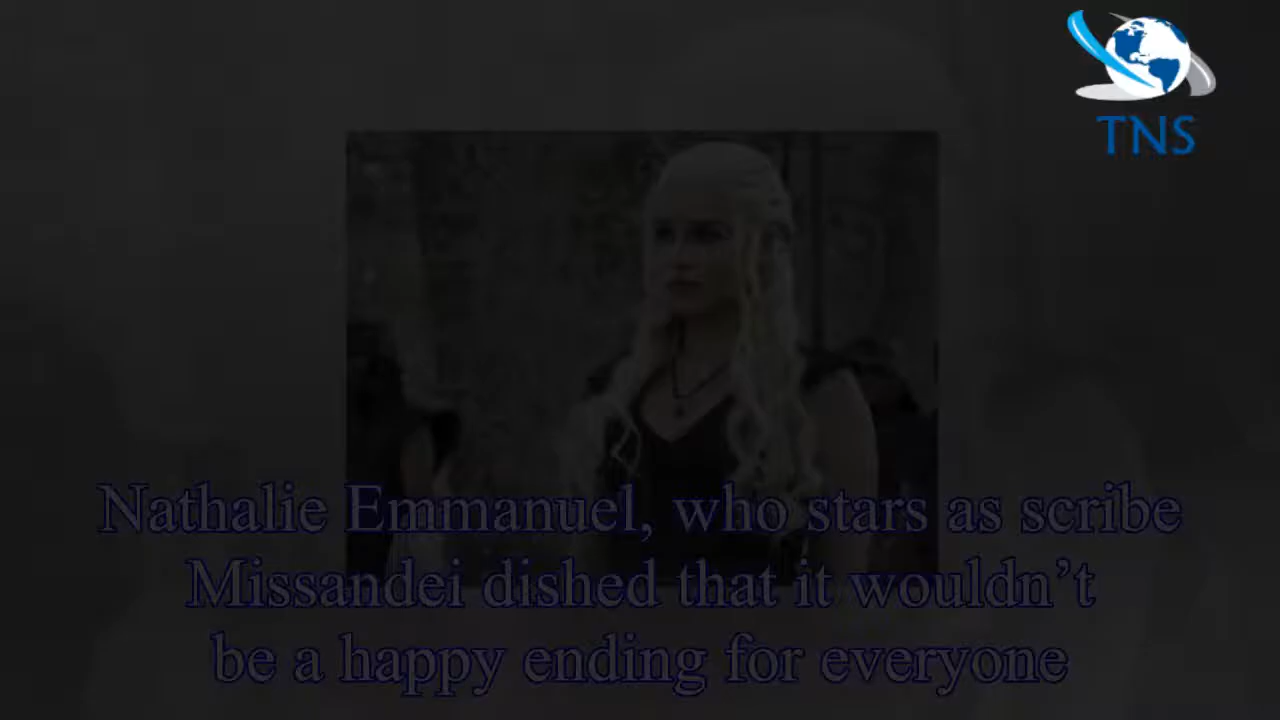 TNS
Nathalie Emmanuel, who stars as scribe
Missandei dished that it wouldn’t
be a happy ending for everyone